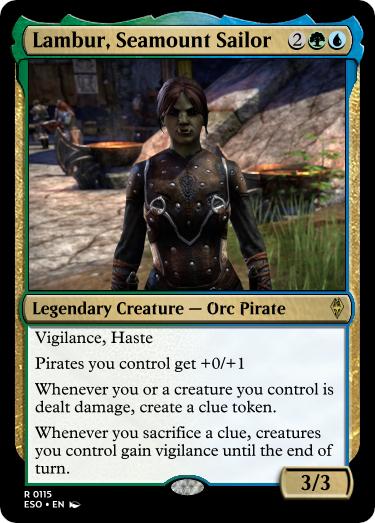 Lambur, Seamount Sailor 2
Legendary Creature — Orc Pirate
Vigilance, Haste
Pirates you control get +0/+1
Whenever you or a creature you control is
dealt damage, create a clue token.
Whenever you sacrifice a clue, creatures
you control gain vigilance until the end of
turn.
3/3
R 0115
ESO • EN